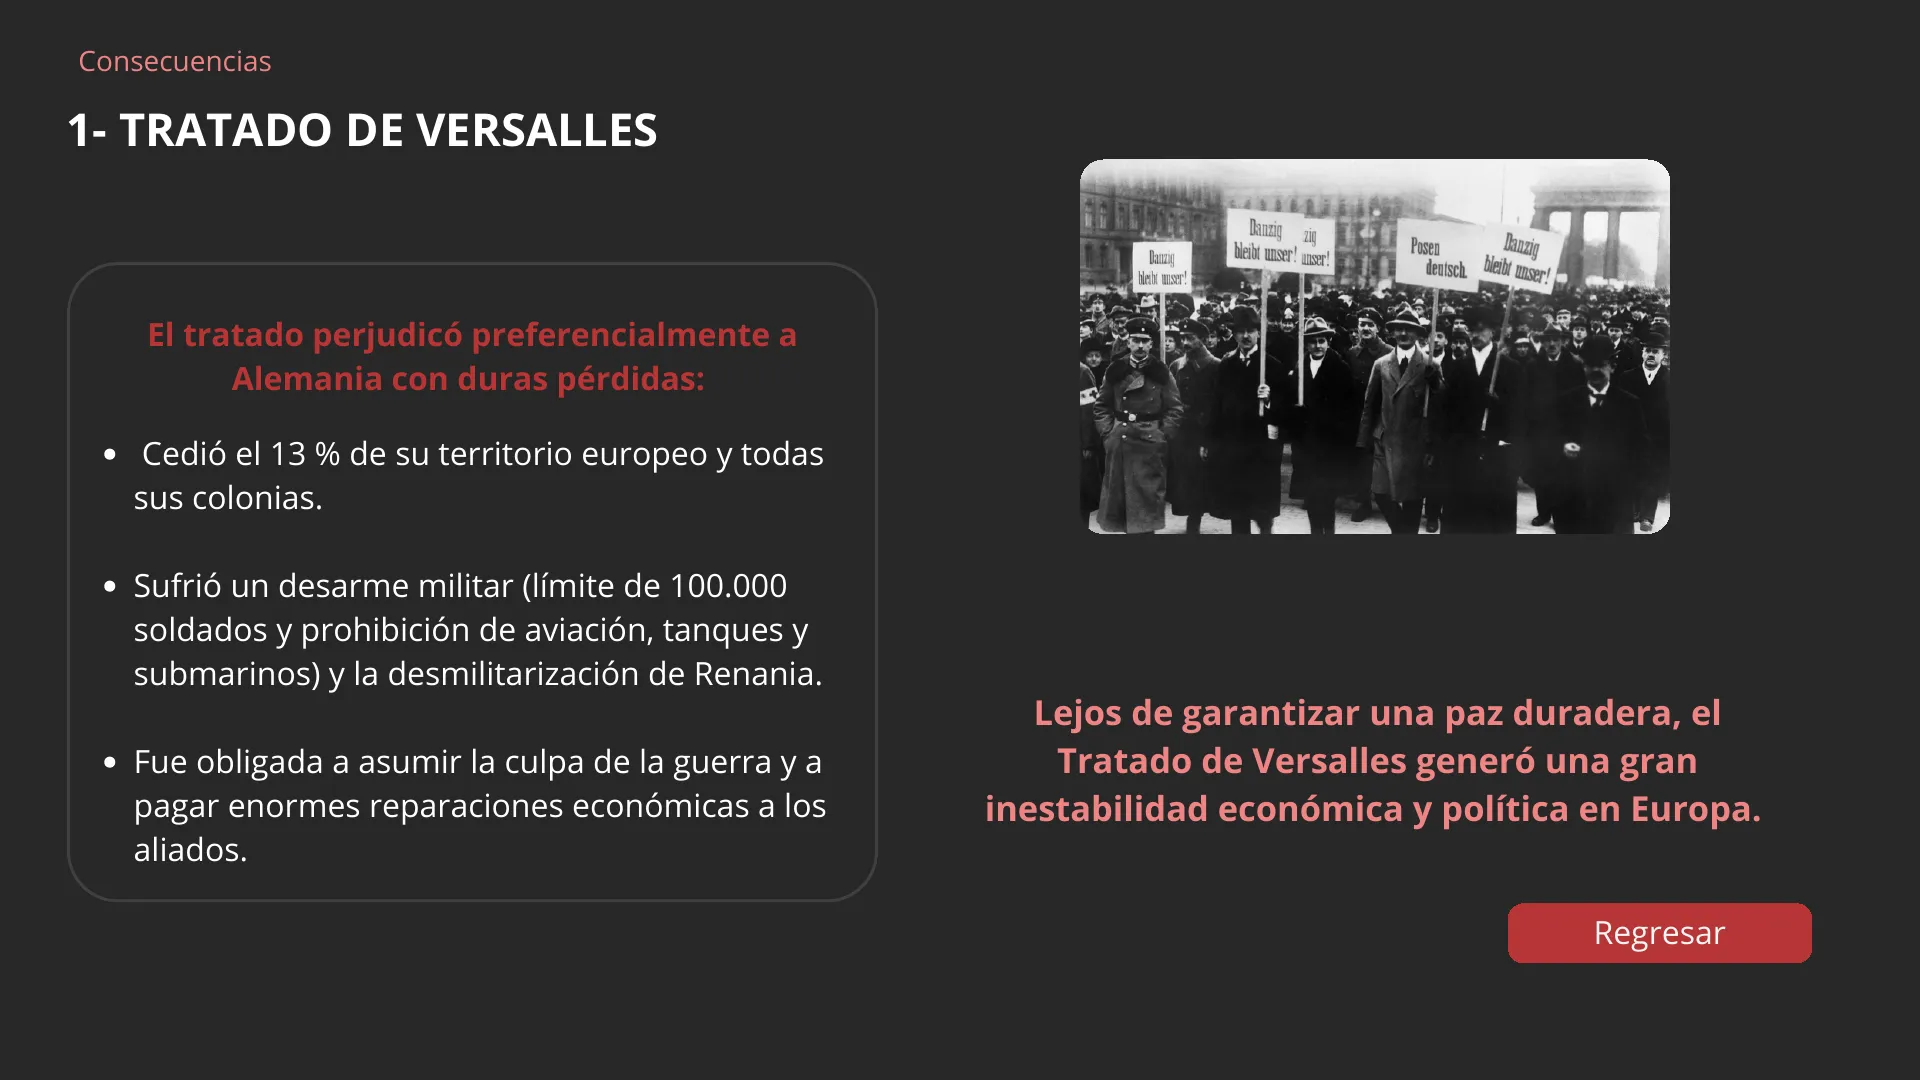 Consecuencias
1- TRATADO DE VERSALLES
El tratado perjudicó preferencialmente a
Alemania con duras pérdidas:
• Cedió el 13 % de su territorio europeo y todas
sus colonias.
• Sufrió un desarme militar (límite de 100.000
soldados y prohibición de aviación, tanques y
submarinos) y la desmilitarización de Renania.
• Fue obligada a asumir la culpa de la guerra y a
pagar enormes reparaciones económicas a los
aliados.
Danzig
bleibt unser!
Danzig
bleibt unser!
zig
unser!
Posen
deutsch.
Danzig
bleibt unser!
Lejos de garantizar una paz duradera, el
Tratado de Versalles generó una gran
inestabilidad económica y política en Europa.
Regresar